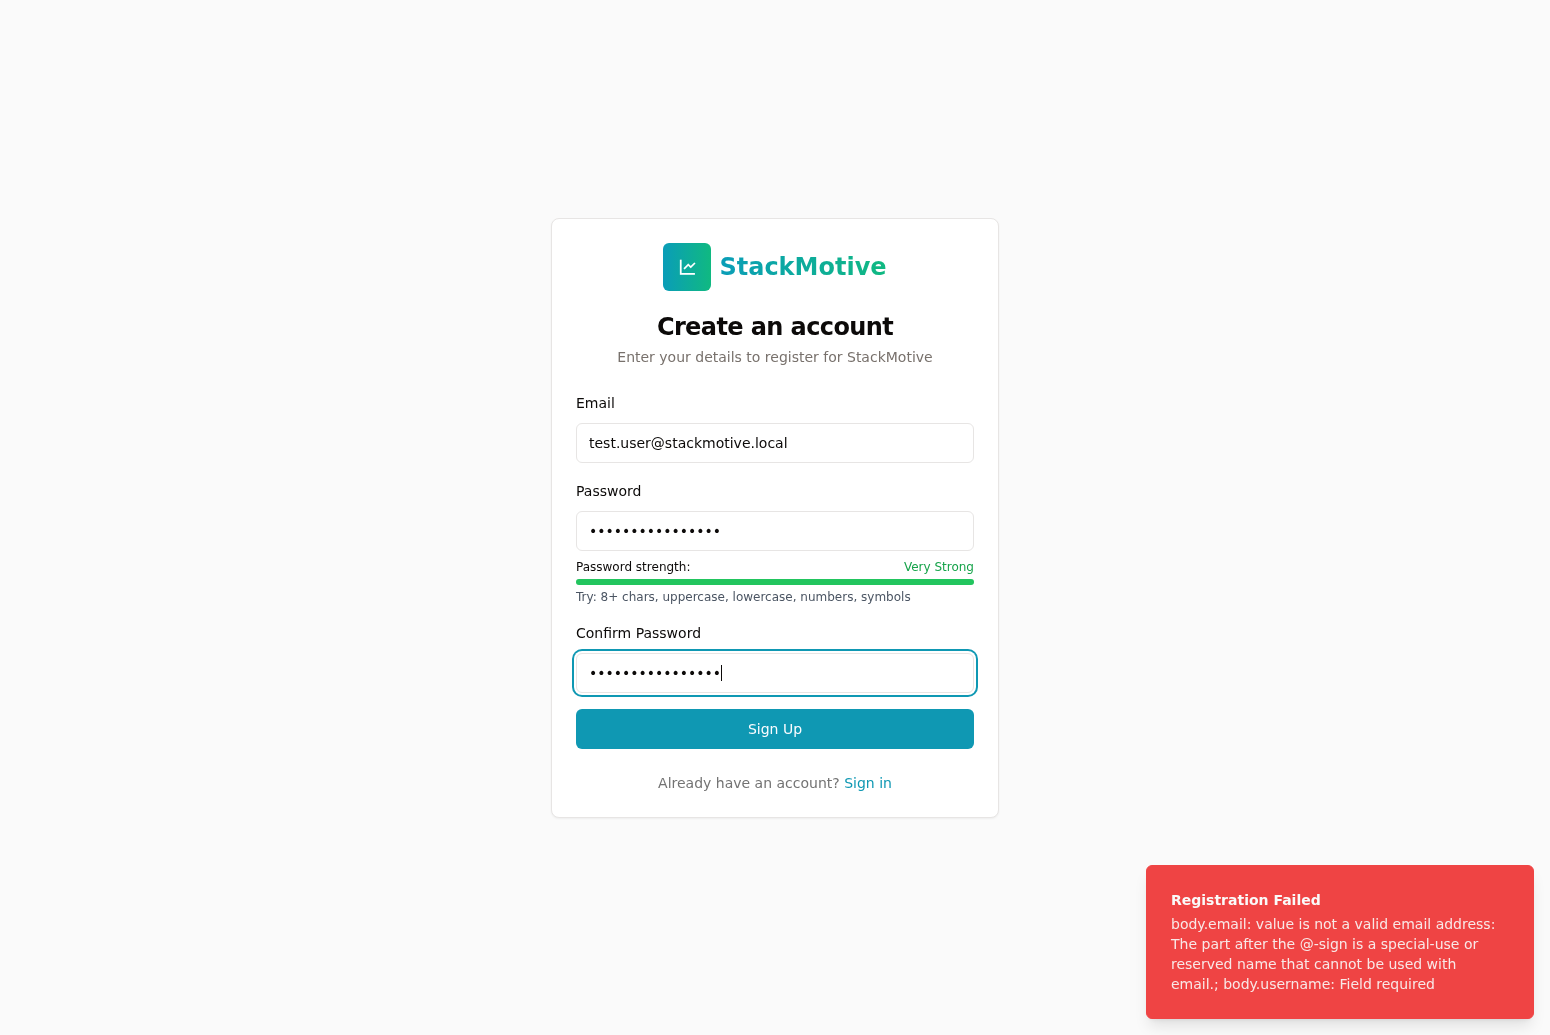 StackMotive
Create an account
Enter your details to register for StackMotive
Email
test.user@stackmotive.local
Password
••••••••••••••••
Password strength: Very Strong
Try: 8+ chars, uppercase, lowercase, numbers, symbols
Confirm Password
••••••••••••••••
Sign Up
Already have an account? Sign in
Registration Failed
body.email: value is not a valid email address:
The part after the @-sign is a special-use or
reserved name that cannot be used with
email.; body.username: Field required